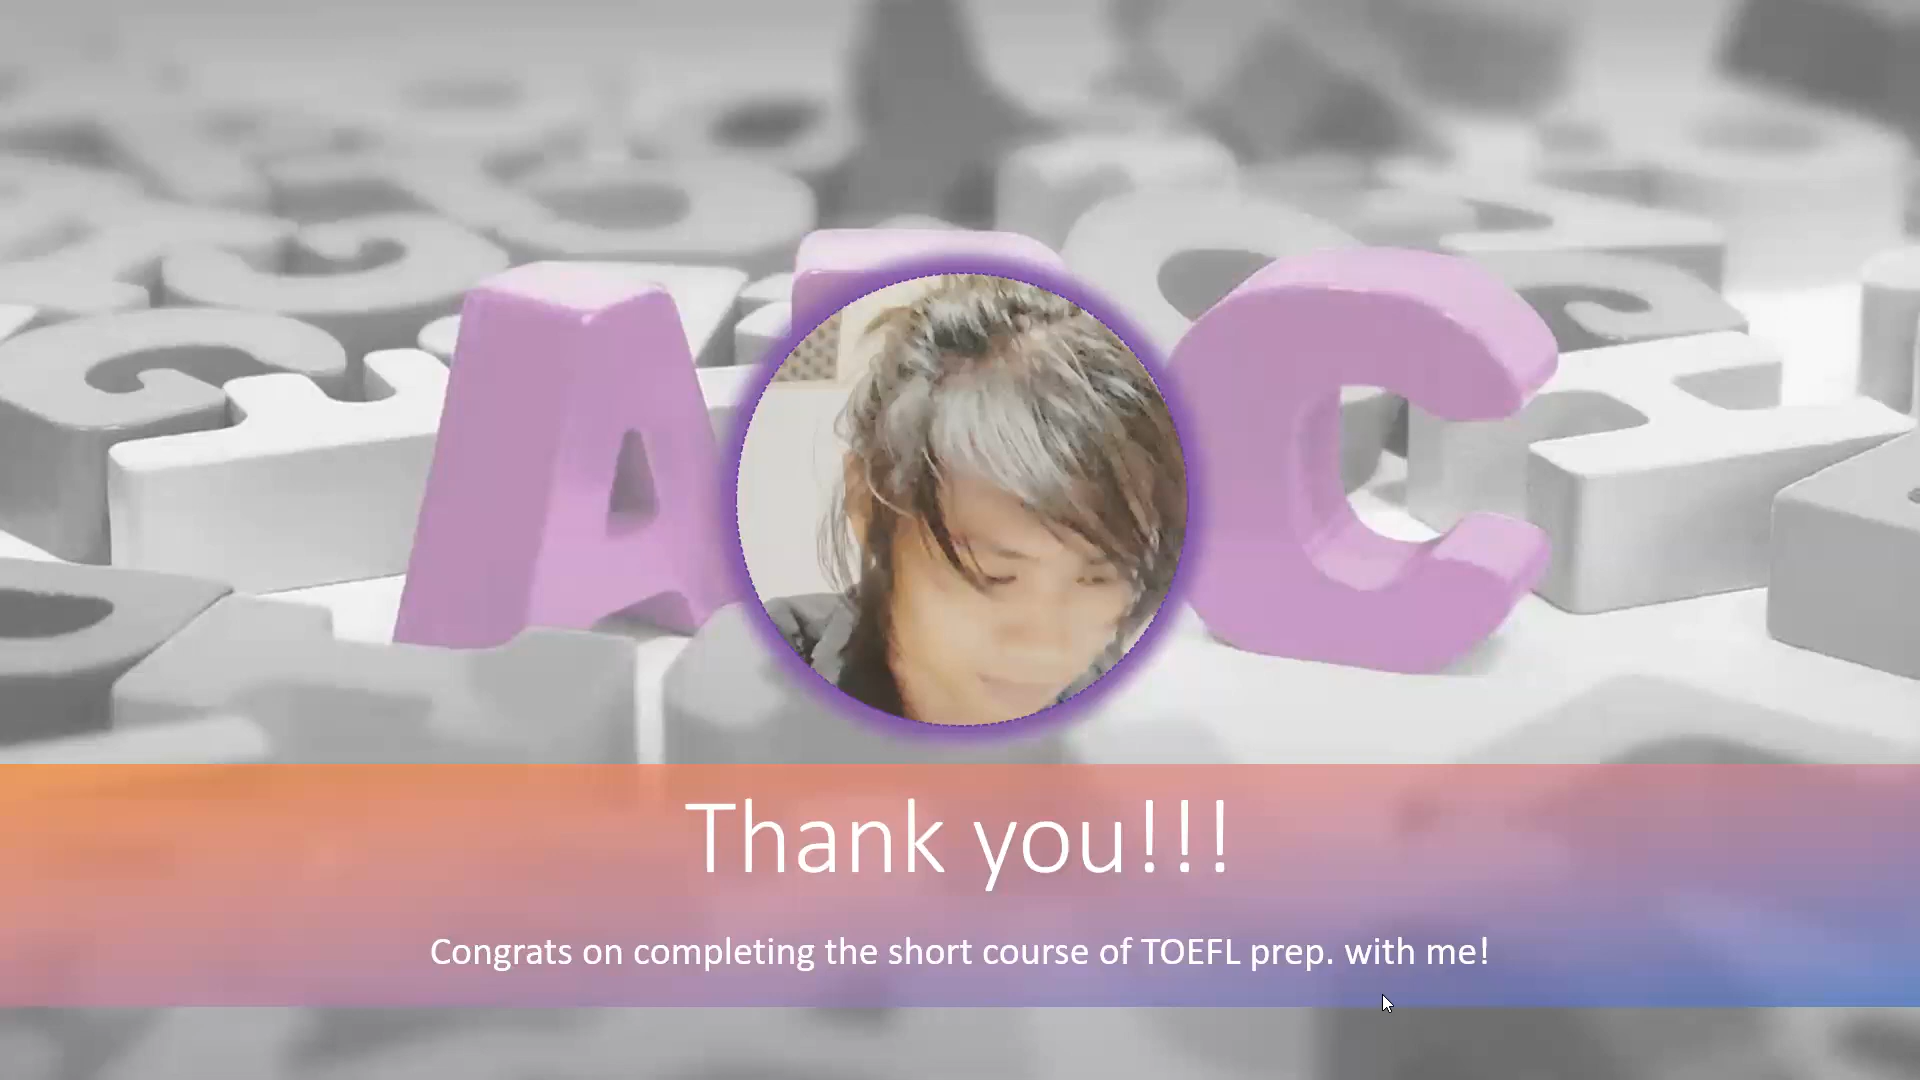 A C
Thank you!!!
Congrats on completing the short course of TOEFL prep. with me!